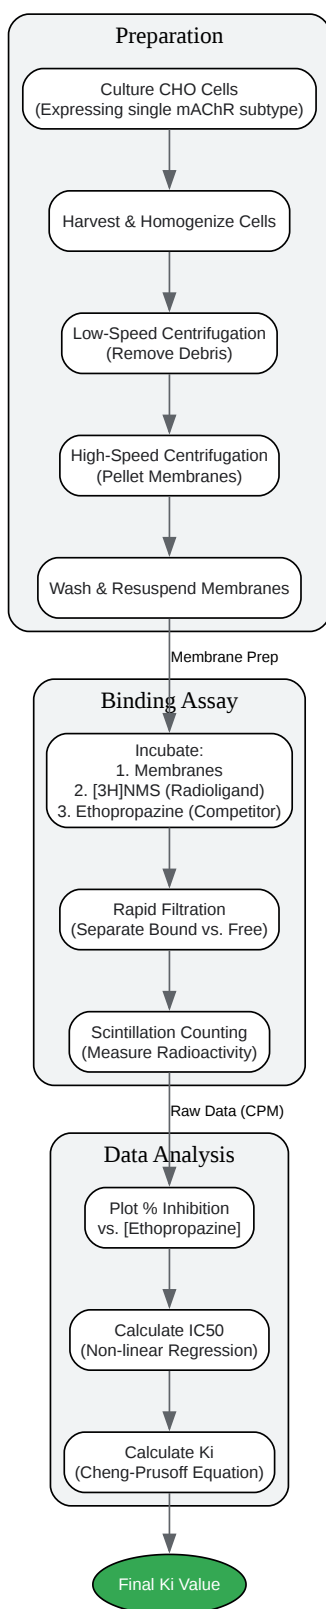 Preparation
Culture CHO Cells
(Expressing single mAChR subtype)
Harvest & Homogenize Cells
Low-Speed Centrifugation
(Remove Debris)
High-Speed Centrifugation
(Pellet Membranes)
Wash & Resuspend Membranes
Membrane Prep
Binding Assay
Incubate:
1. Membranes
2. [3H]NMS (Radioligand)
3. Ethopropazine (Competitor)
Rapid Filtration
(Separate Bound vs. Free)
Scintillation Counting
(Measure Radioactivity)
Raw Data (CPM)
Data Analysis
Plot % Inhibition
vs. [Ethopropazine]
Calculate IC50
(Non-linear Regression)
Calculate Ki
(Cheng-Prusoff Equation)
Final Ki Value